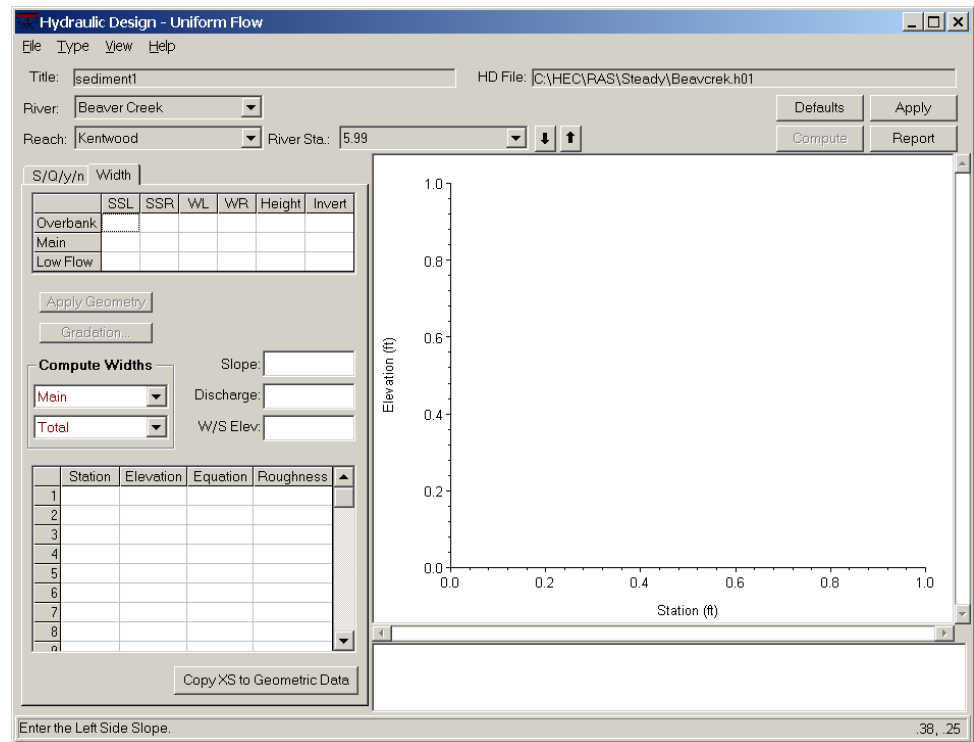 Hydraulic Design - Uniform Flow
File Type View Help
Title: sediment1 HD File: C:\HEC\RAS\Steady\Beavcrek.h01
River: Beaver Creek Defaults Apply
Reach: Kentwood River Sta.: 5.99 Compute Report
S/Q/y/n Width
SSL SSR WL WR Height Invert
Overbank
Main
Low Flow
Apply Geometry
Gradation...
Compute Widths
Main
Total
Slope:
Discharge:
W/S Elev:
Station Elevation Equation Roughness
1
2
3
4
5
6
7
8
9
Copy XS to Geometric Data
1.0
0.8
0.6
0.4
0.2
0.0
Elevation (ft)
0.0 0.2 0.4 0.6 0.8 1.0
Station (ft)
Enter the Left Side Slope. .38, .25